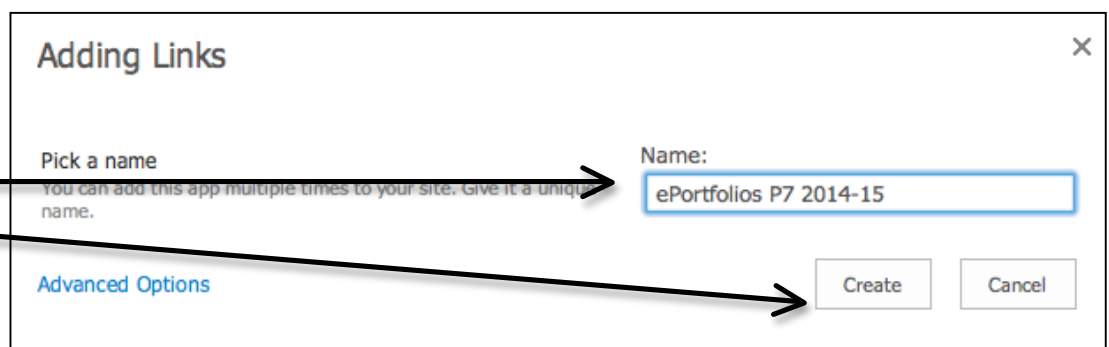 Adding Links
Pick a name
You can add this app multiple times to your site. Give it a unique
name.
Name:
ePortfolios P7 2014-15
Advanced Options
Create
Cancel